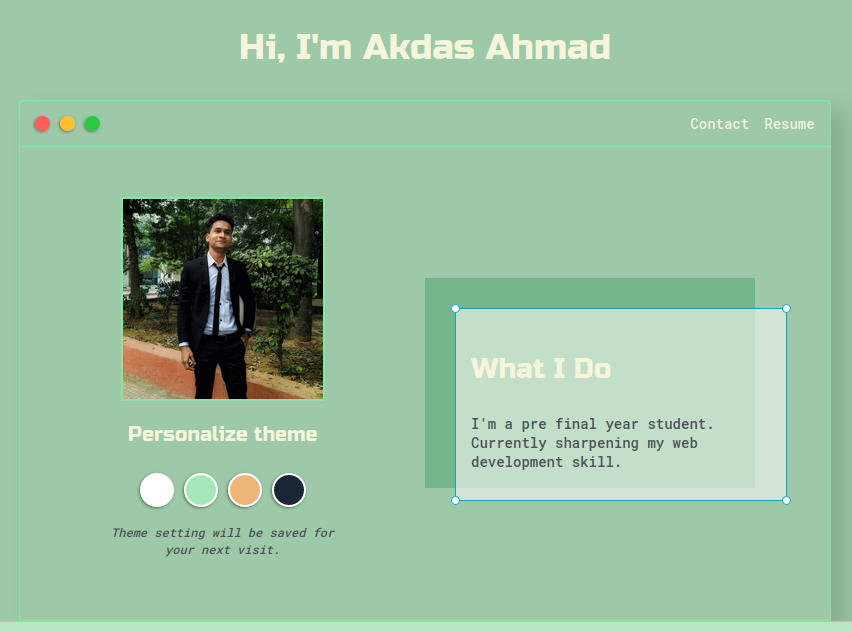 Hi, I'm Akdas Ahmad
Contact Resume
Personalize theme
Theme setting will be saved for
your next visit.
What I Do
I'm a pre final year student.
Currently sharpening my web
development skill.